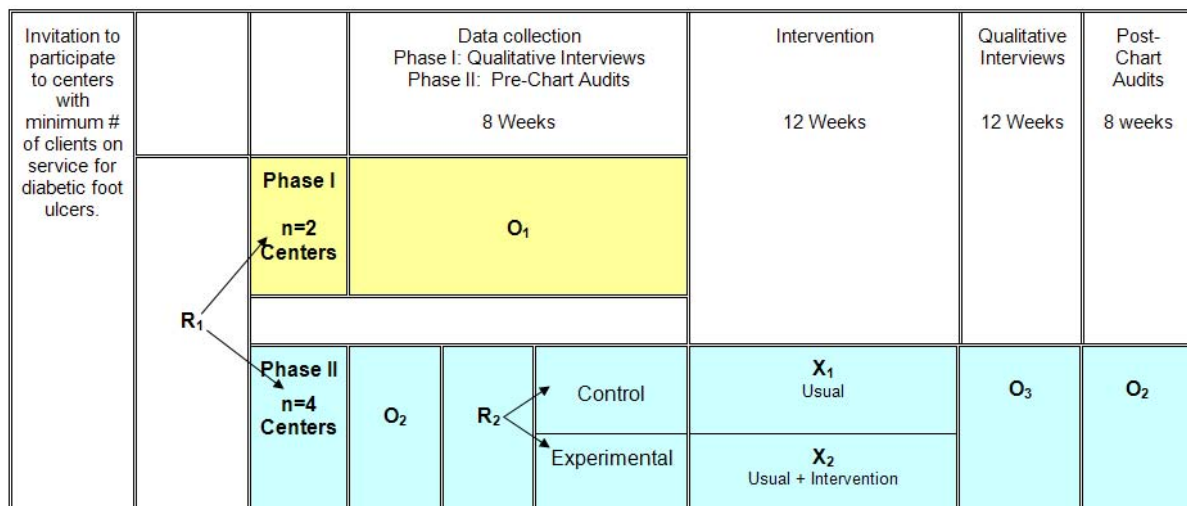 Invitation to
participate
to centers
with
minimum #
of clients on
service for
diabetic foot
ulcers.
Data collection
Phase I: Qualitative Interviews
Phase II:  Pre-Chart Audits
8 Weeks
Intervention
12 Weeks
Qualitative
Interviews
12 Weeks
Post-
Chart
Audits
8 weeks
Phase I
n=2
Centers
O₁
R₁
Phase II
n=4
Centers
O₂
R₂
Control
Experimental
X₁
Usual
X₂
Usual + Intervention
O₃
O₂